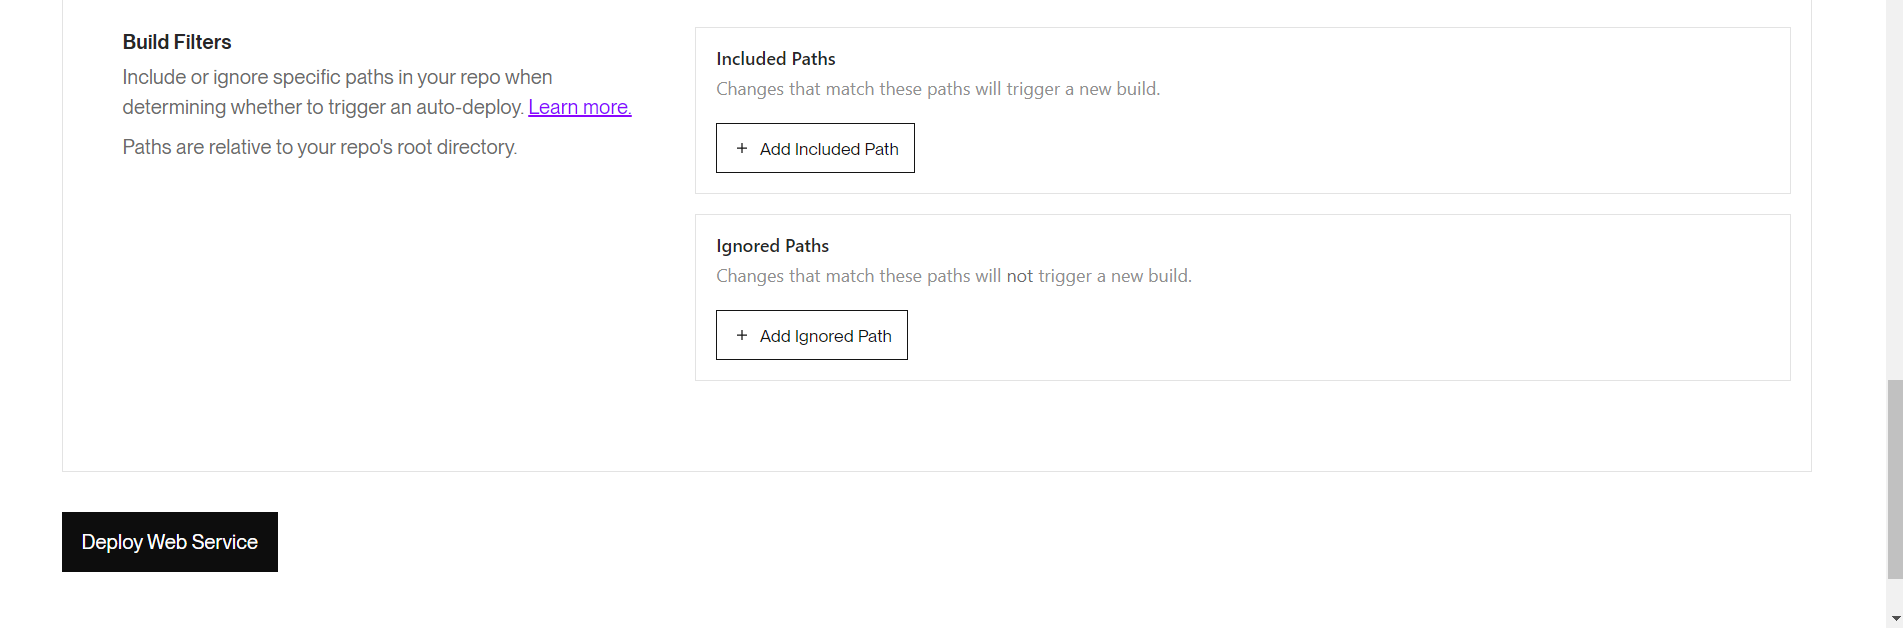 Build Filters
Include or ignore specific paths in your repo when
determining whether to trigger an auto-deploy. Learn more.
Paths are relative to your repo's root directory.
Included Paths
Changes that match these paths will trigger a new build.
+ Add Included Path
Ignored Paths
Changes that match these paths will not trigger a new build.
+ Add Ignored Path
Deploy Web Service